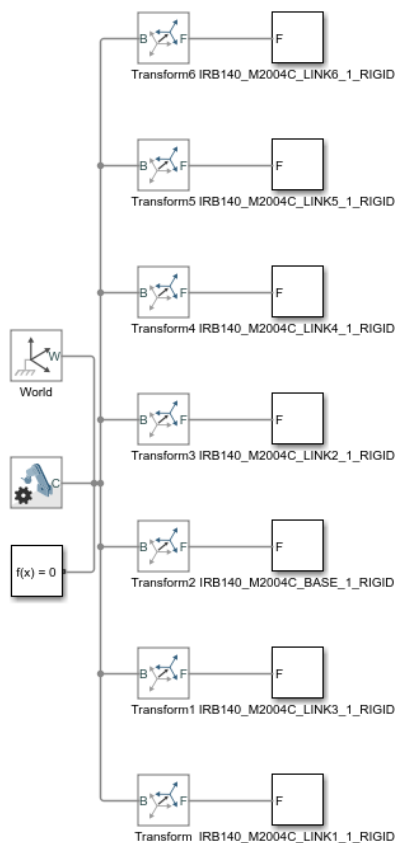 B F F
Transform6 IRB140_M2004C_LINK6_1_RIGID
B F F
Transform5 IRB140_M2004C_LINK5_1_RIGID
B F F
Transform4 IRB140_M2004C_LINK4_1_RIGID
W
World
B F F
Transform3 IRB140_M2004C_LINK2_1_RIGID
C
B F F
Transform2 IRB140_M2004C_BASE_1_RIGID
f(x) = 0
B F F
Transform1 IRB140_M2004C_LINK3_1_RIGID
B F F
Transform IRB140_M2004C_LINK1_1_RIGID